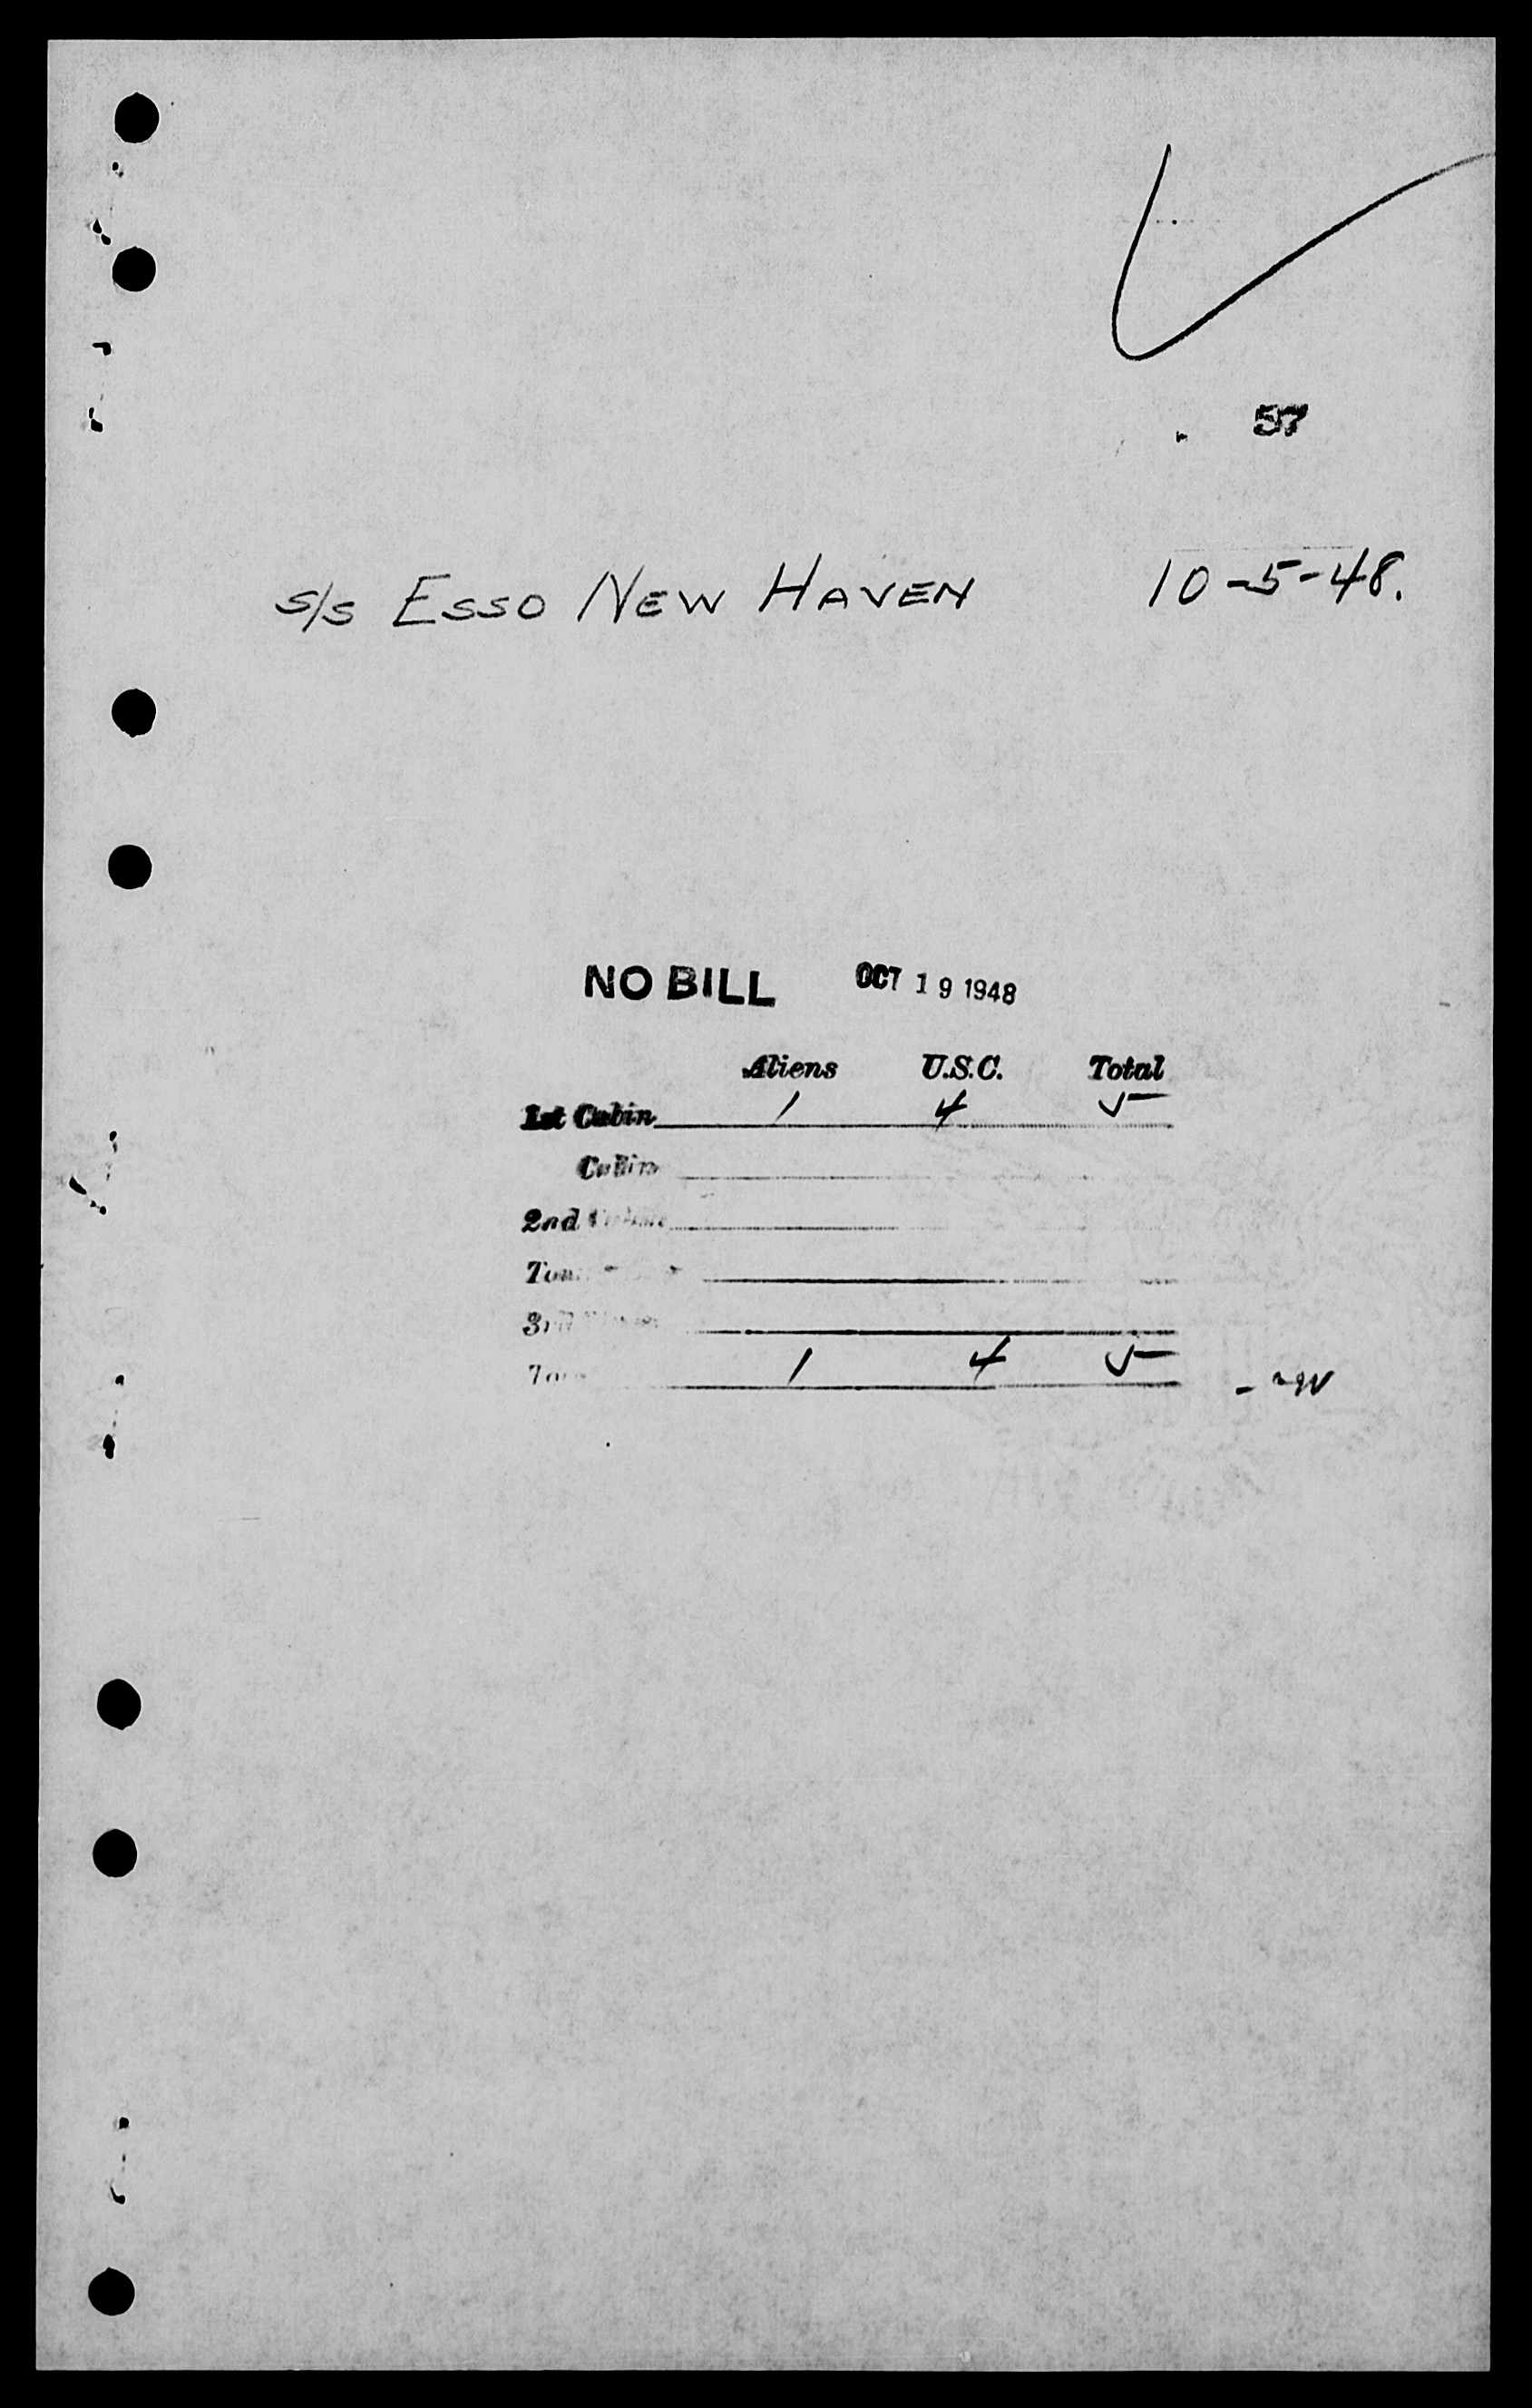 57
S/S ESSO NEW HAVEN 10-5-48.
NO BILL OCT 19 1948
Aliens U.S.C. Total
1st Cabin 1 4 5
Cabin
2nd
3rd
1 4 5